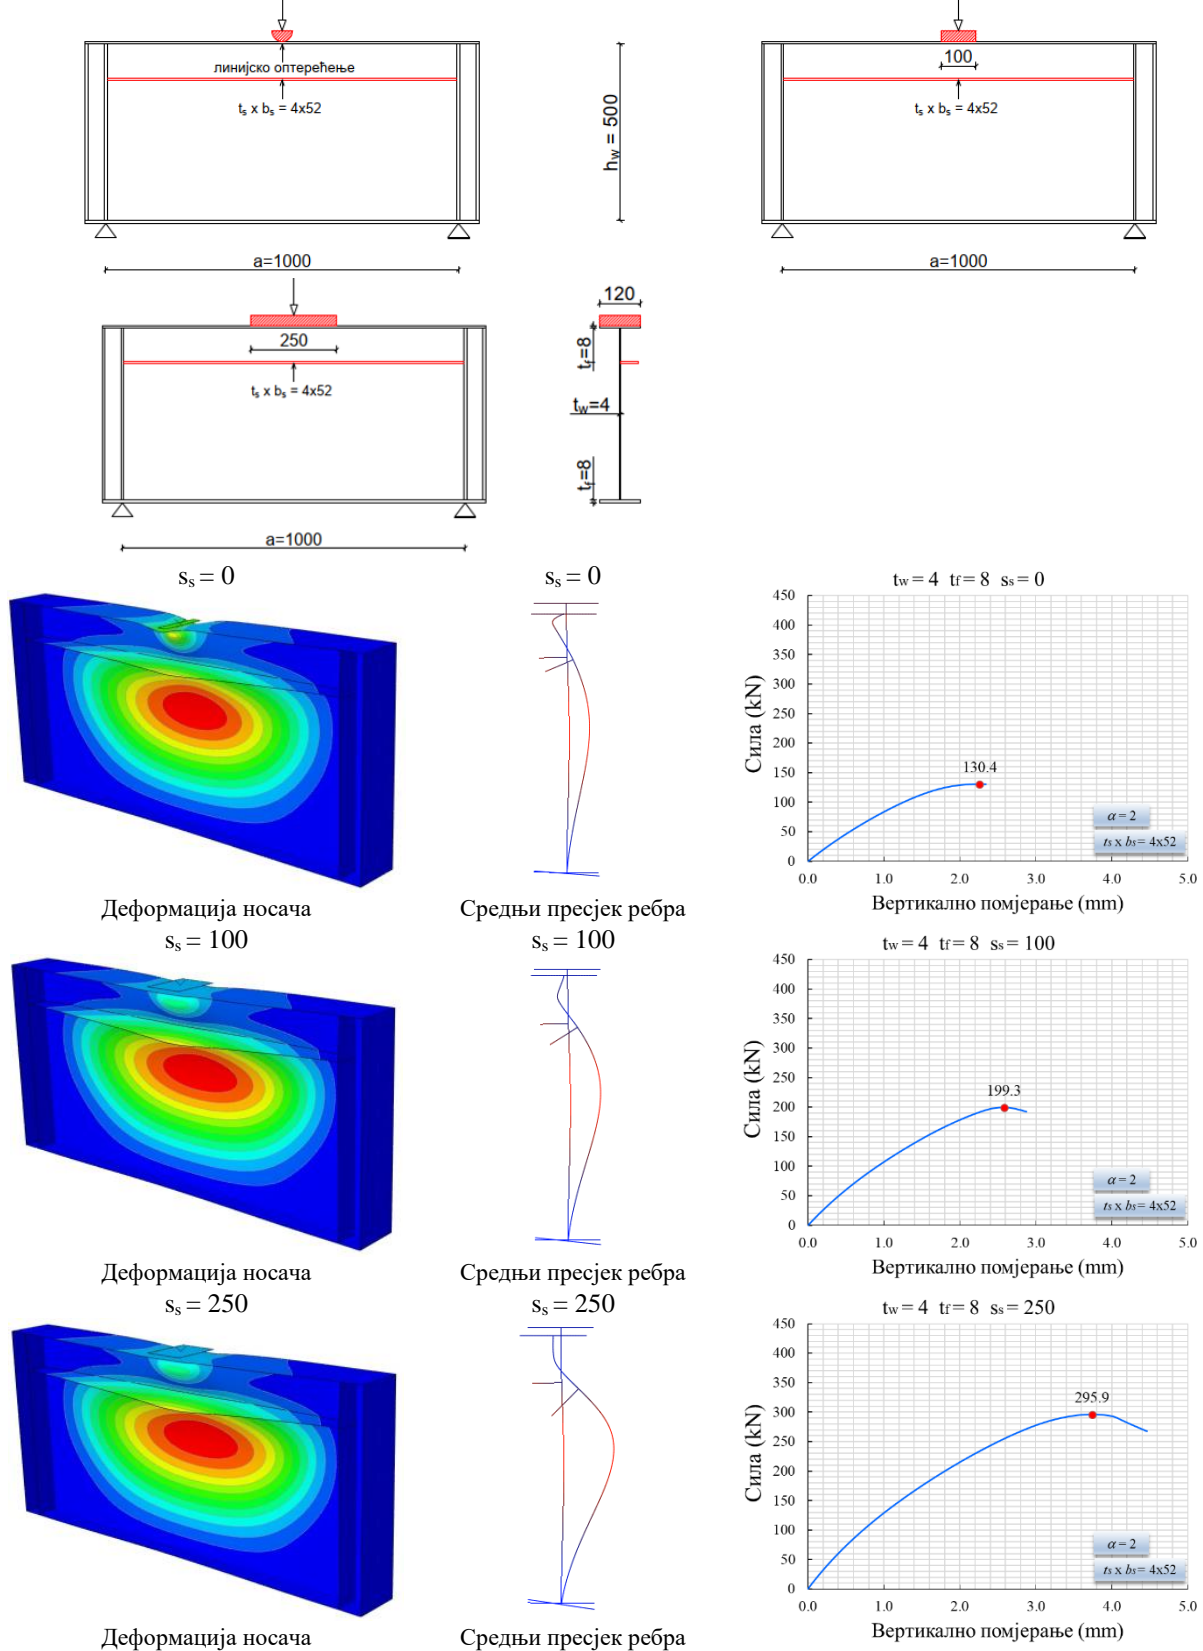 линијско оптерећење
tₛ x bₛ = 4x52
a=1000
h_w = 500
100
tₛ x bₛ = 4x52
a=1000
250
tₛ x bₛ = 4x52
a=1000
120
t_f=8
t_w=4
t_f=8
sₛ = 0
sₛ = 0
tw = 4 tf = 8 ss = 0
Сила (kN)
450
400
350
300
250
200
150
100
50
0
130.4
α = 2
ts x bs = 4x52
0.0 1.0 2.0 3.0 4.0 5.0
Вертикално помјерање (mm)
Деформација носача
Средњи пресјек ребра
sₛ = 100
sₛ = 100
tw = 4 tf = 8 ss = 100
Сила (kN)
450
400
350
300
250
200
150
100
50
0
199.3
α = 2
ts x bs = 4x52
0.0 1.0 2.0 3.0 4.0 5.0
Вертикално помјерање (mm)
Деформација носача
Средњи пресјек ребра
sₛ = 250
sₛ = 250
tw = 4 tf = 8 ss = 250
Сила (kN)
450
400
350
300
250
200
150
100
50
0
295.9
α = 2
ts x bs = 4x52
0.0 1.0 2.0 3.0 4.0 5.0
Вертикално помјерање (mm)
Деформација носача
Средњи пресјек ребра